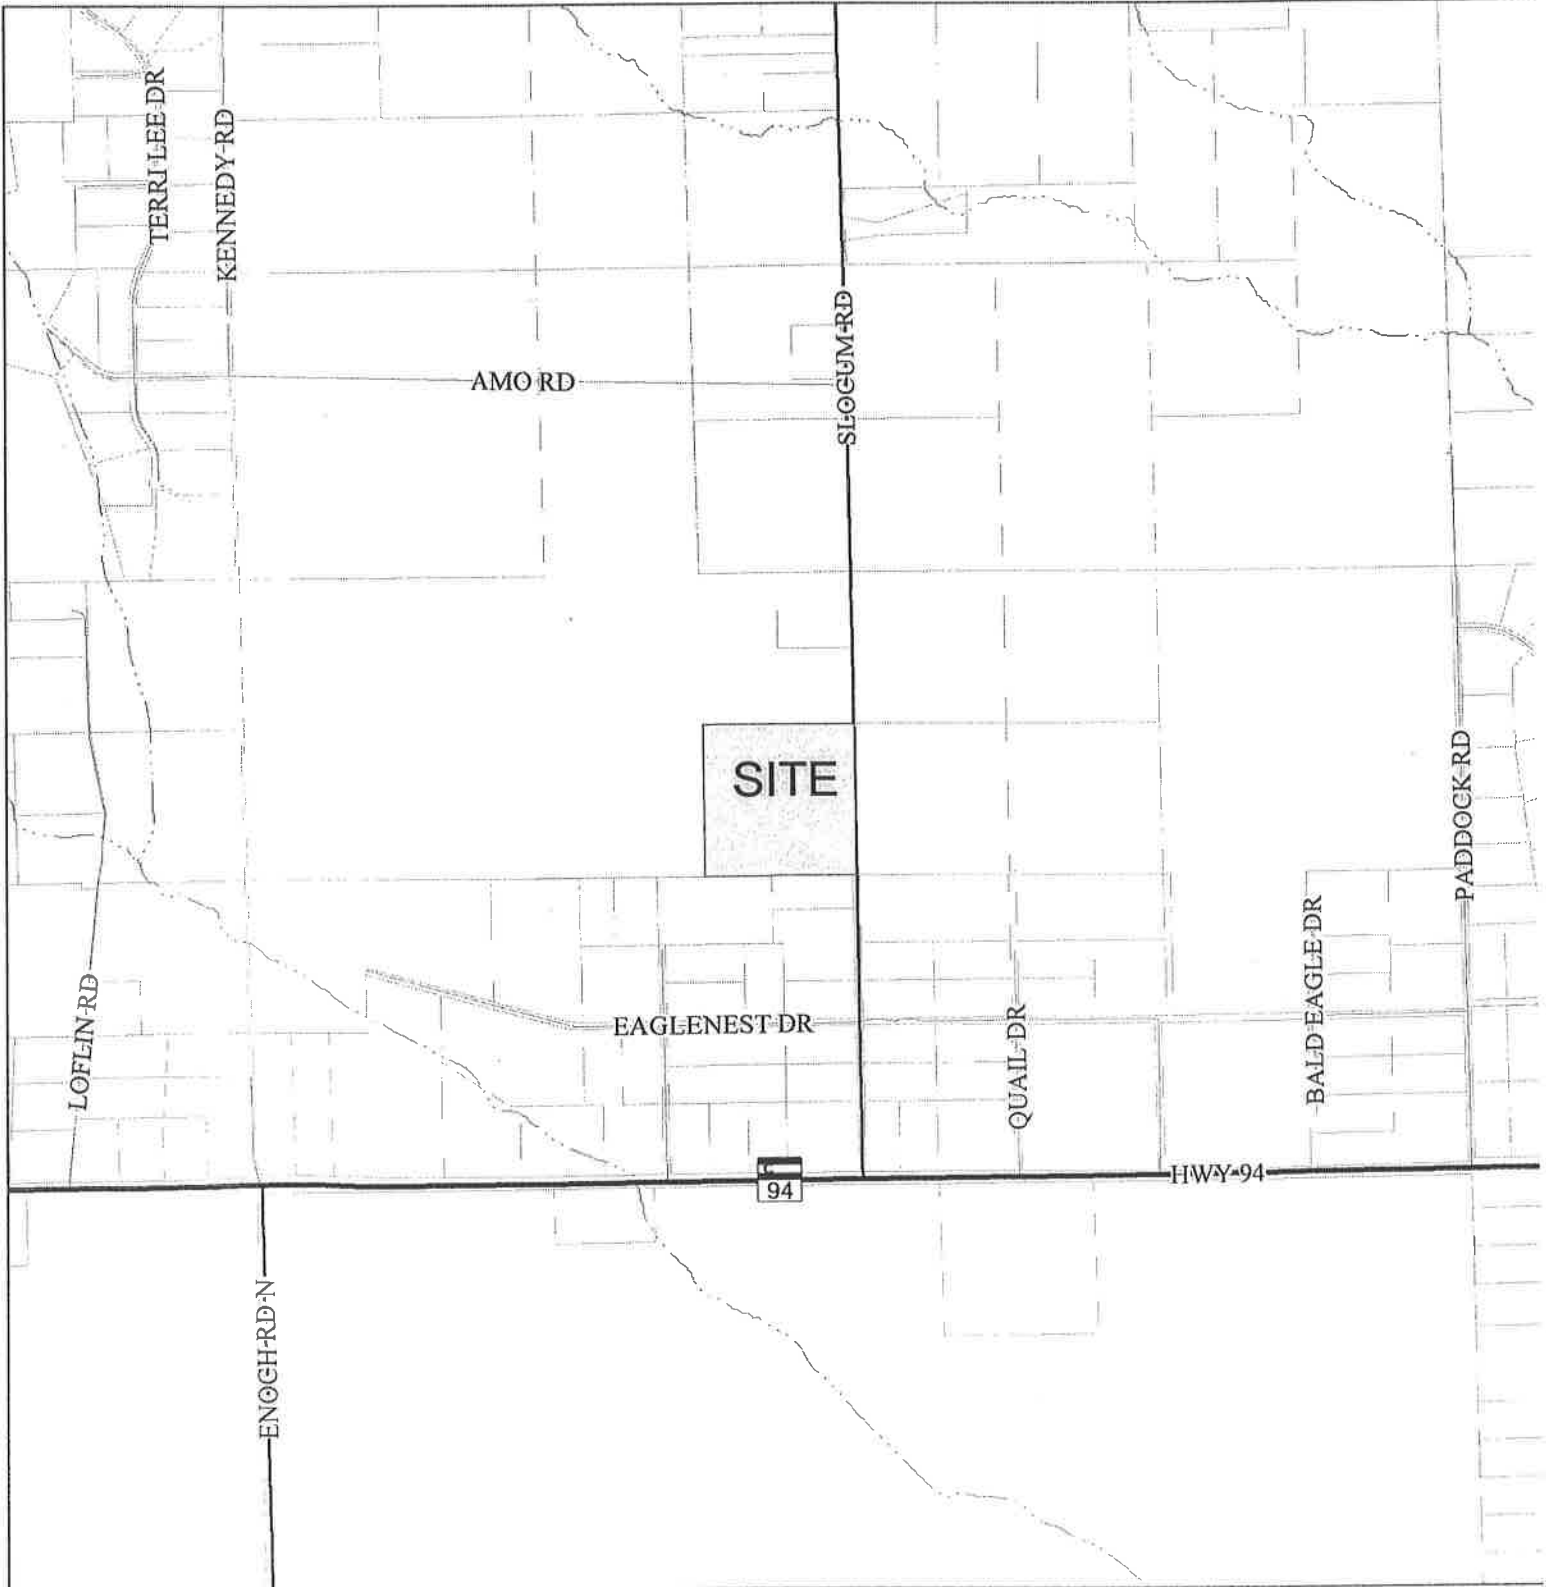 TERRI LEE DR
KENNEDY RD
SLOCUM RD
AMO RD
SITE
PADDOCK RD
BALD EAGLE DR
LOFLIN RD
EAGLENEST DR
QUAIL DR
HWY 94
C
94
ENOCH RD N